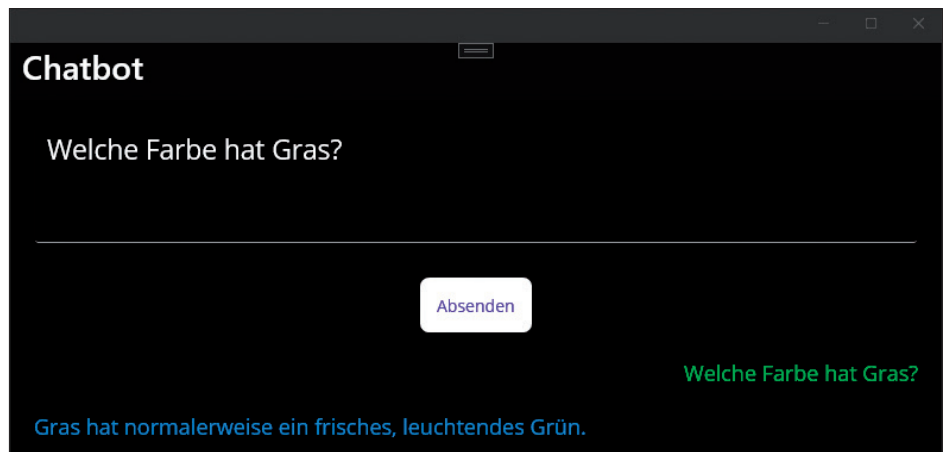 Chatbot
Welche Farbe hat Gras?
Absenden
Welche Farbe hat Gras?
Gras hat normalerweise ein frisches, leuchtendes Grün.